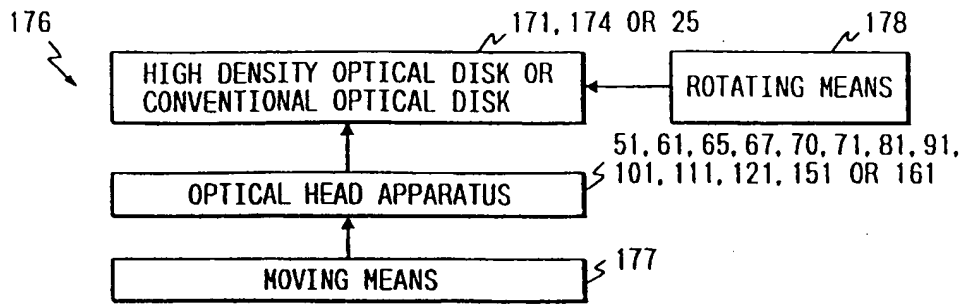 176
171, 174 OR 25
178
HIGH DENSITY OPTICAL DISK OR
CONVENTIONAL OPTICAL DISK
ROTATING MEANS
51, 61, 65, 67, 70, 71, 81, 91,
101, 111, 121, 151 OR 161
OPTICAL HEAD APPARATUS
MOVING MEANS
177